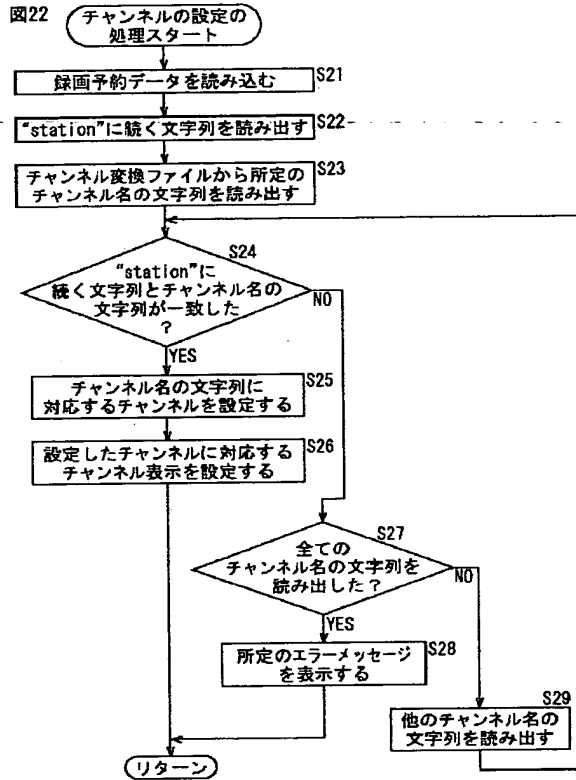 図22
チャンネルの設定の
処理スタート
録画予約データを読み込む
S21
“station”に続く文字列を読み出す
S22
チャンネル変換ファイルから所定の
チャンネル名の文字列を読み出す
S23
S24
“station”に
続く文字列とチャンネル名の
文字列が一致した
?
NO
YES
チャンネル名の文字列に
対応するチャンネルを設定する
S25
設定したチャンネルに対応する
チャンネル表示を設定する
S26
S27
全ての
チャンネル名の文字列を
読み出した?
NO
YES
所定のエラーメッセージ
を表示する
S28
S29
他のチャンネル名の
文字列を読み出す
リターン